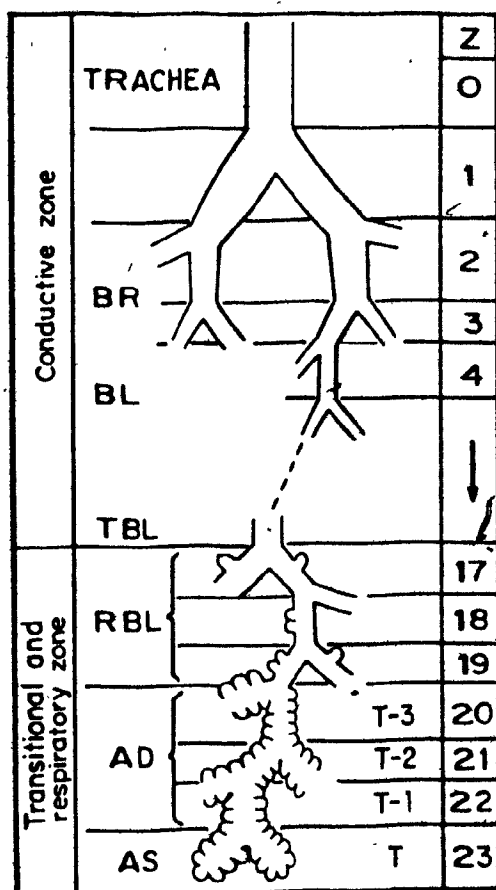 Z
TRACHEA 0
1
2
BR
3
4
BL
Conductive zone
TBL
17
RBL 18
19
Transitional and
respiratory zone
T-3 20
AD T-2 21
T-1 22
AS T 23